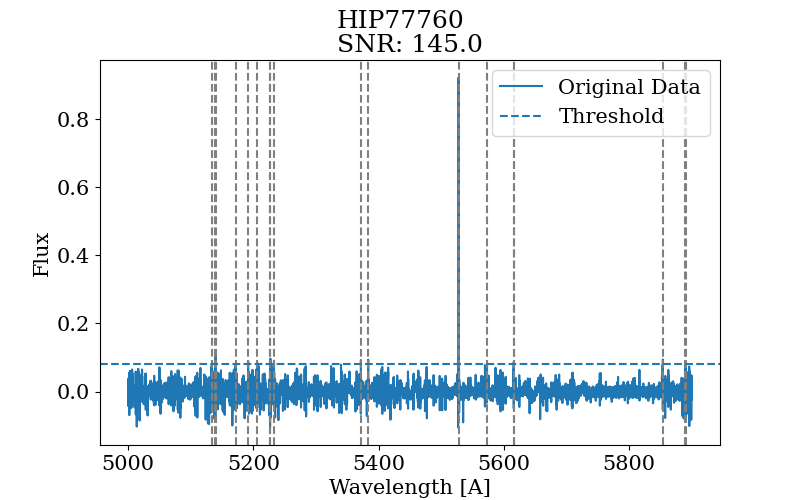 HIP77760
SNR: 145.0
Original Data
Threshold
0.8
0.6
0.4
0.2
0.0
Flux
5000 5200 5400 5600 5800
Wavelength [A]